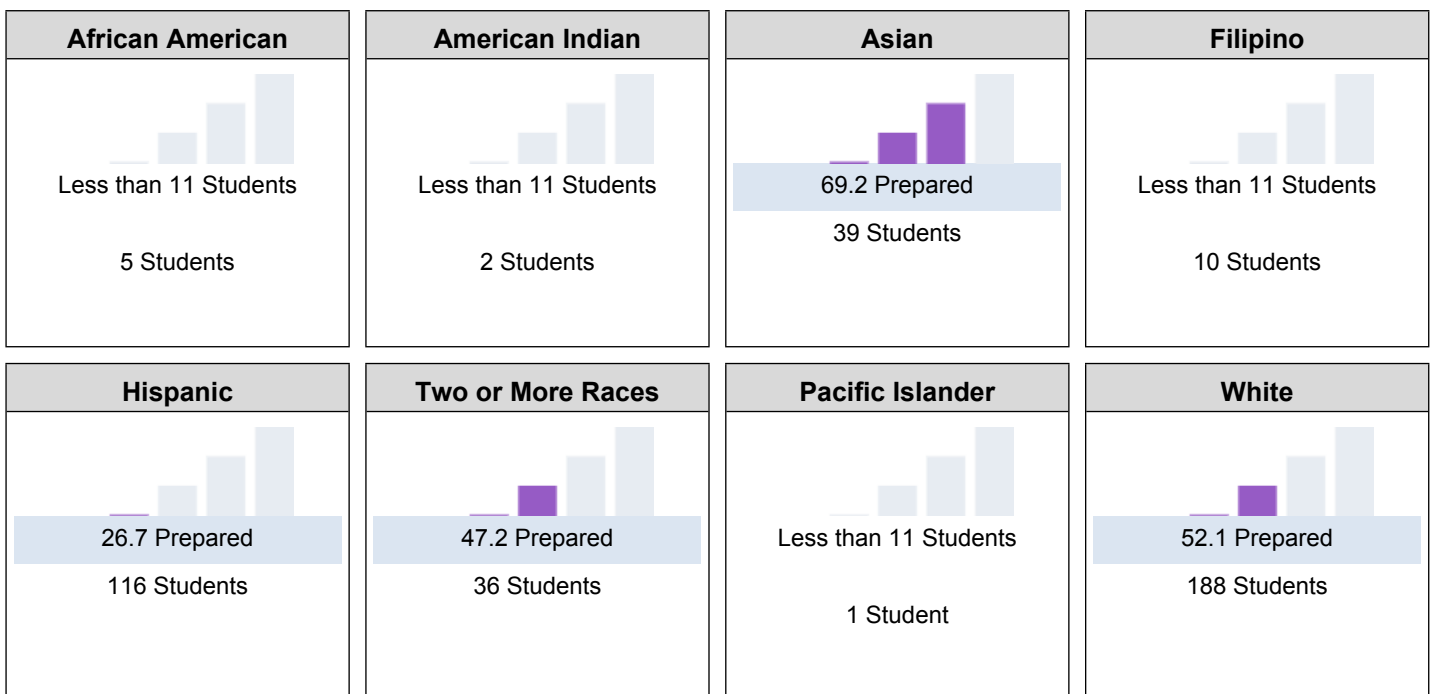 African American
Less than 11 Students
5 Students
American Indian
Less than 11 Students
2 Students
Asian
69.2 Prepared
39 Students
Filipino
Less than 11 Students
10 Students
Hispanic
26.7 Prepared
116 Students
Two or More Races
47.2 Prepared
36 Students
Pacific Islander
Less than 11 Students
1 Student
White
52.1 Prepared
188 Students